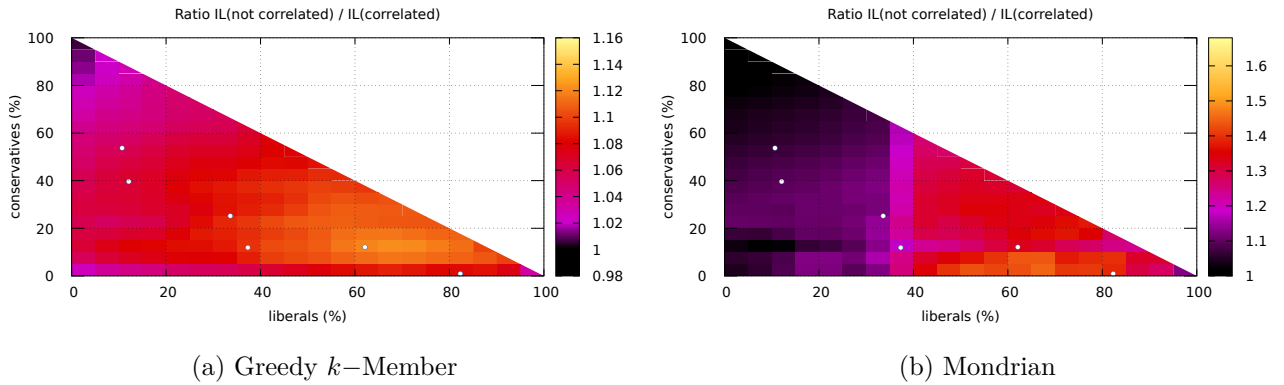 Ratio IL(not correlated) / IL(correlated)
100
80
60
40
20
0
conservatives (%)
0 20 40 60 80 100
liberals (%)
1.16
1.14
1.12
1.1
1.08
1.06
1.04
1.02
1
0.98
(a) Greedy k−Member
Ratio IL(not correlated) / IL(correlated)
100
80
60
40
20
0
conservatives (%)
0 20 40 60 80 100
liberals (%)
1.6
1.5
1.4
1.3
1.2
1.1
1
(b) Mondrian